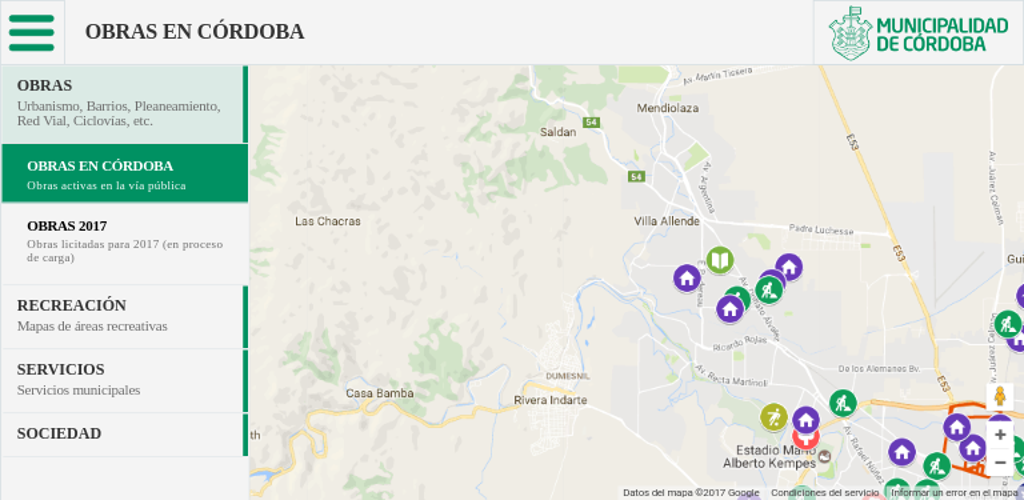 OBRAS EN CÓRDOBA
MUNICIPALIDAD
DE CÓRDOBA
OBRAS
Urbanismo, Barrios, Pleaneamiento,
Red Vial, Ciclovías, etc.
OBRAS EN CÓRDOBA
Obras activas en la vía pública
OBRAS 2017
Obras licitadas para 2017 (en proceso
de carga)
RECREACIÓN
Mapas de áreas recreativas
SERVICIOS
Servicios municipales
SOCIEDAD
Av. Martín Tissera
Mendiolaza
54
Saldan
E53
54
Av. Argentina
Av. Juárez Celman
Las Chacras
Villa Allende
Padre Luchesse
E53
Gui
Ricardo Rojas
Av. Juárez Celman
De los Alemanes Bv.
DUMESNIL
Av. Recta Martinoli
E53
Casa Bamba
Rivera Indarte
th
Av. Rafael Núñez
Estadio Mario
Alberto Kempes
+
−
Datos del mapa ©2017 Google
Condiciones del servicio
Informar un error en el maps